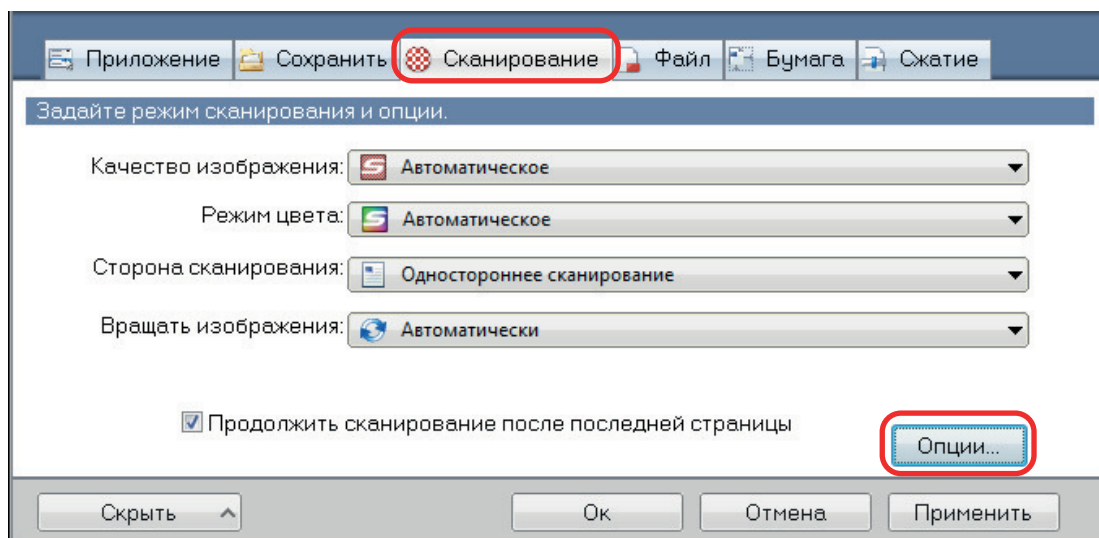 Приложение Сохранить Сканирование Файл Бумага Сжатие
Задайте режим сканирования и опции.
Качество изображения: Автоматическое
Режим цвета: Автоматическое
Сторона сканирования: Одностороннее сканирование
Вращать изображения: Автоматически
Продолжить сканирование после последней страницы
Опции...
Скрыть Ок Отмена Применить